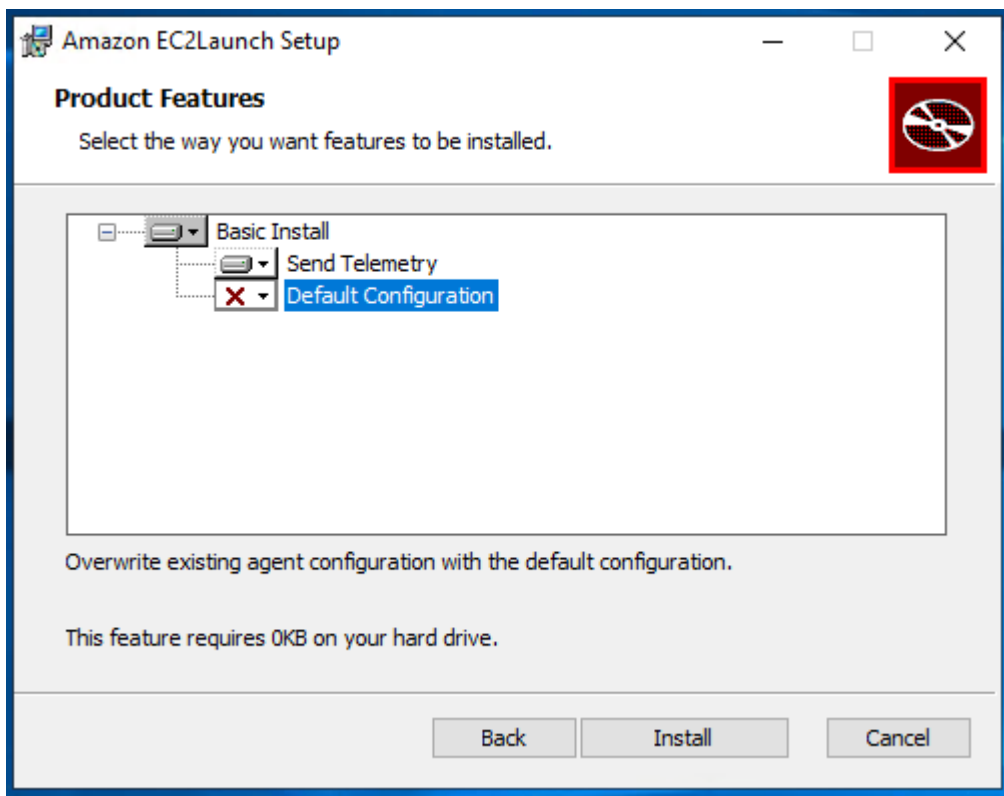 Amazon EC2Launch Setup
Product Features
Select the way you want features to be installed.
Basic Install
Send Telemetry
Default Configuration
Overwrite existing agent configuration with the default configuration.
This feature requires 0KB on your hard drive.
Back
Install
Cancel